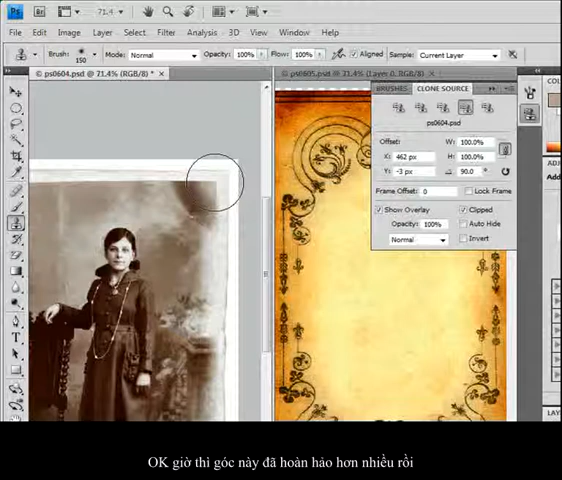 Ps Br 71.4
File Edit Image Layer Select Filter Analysis 3D View Window Help
Brush: 150 Mode: Normal Opacity: 100% Flow: 100% Aligned Sample: Current Layer
© ps0604.psd @ 71.4% (RGB/8) * ×
© ps0605.psd @ 71.4% (Layer 0, RGB/8) ×
BRUSHES CLONE SOURCE
ps0604.psd
Offset: W: 100.0%
X: 462 px H: 100.0%
Y: -3 px 90.0 °
Frame Offset: 0 Lock Frame
Show Overlay Clipped
Opacity: 100% Auto Hide
Normal Invert
ADJ
Add
LAYE
OK giờ thì góc này đã hoàn hảo hơn nhiều rồi